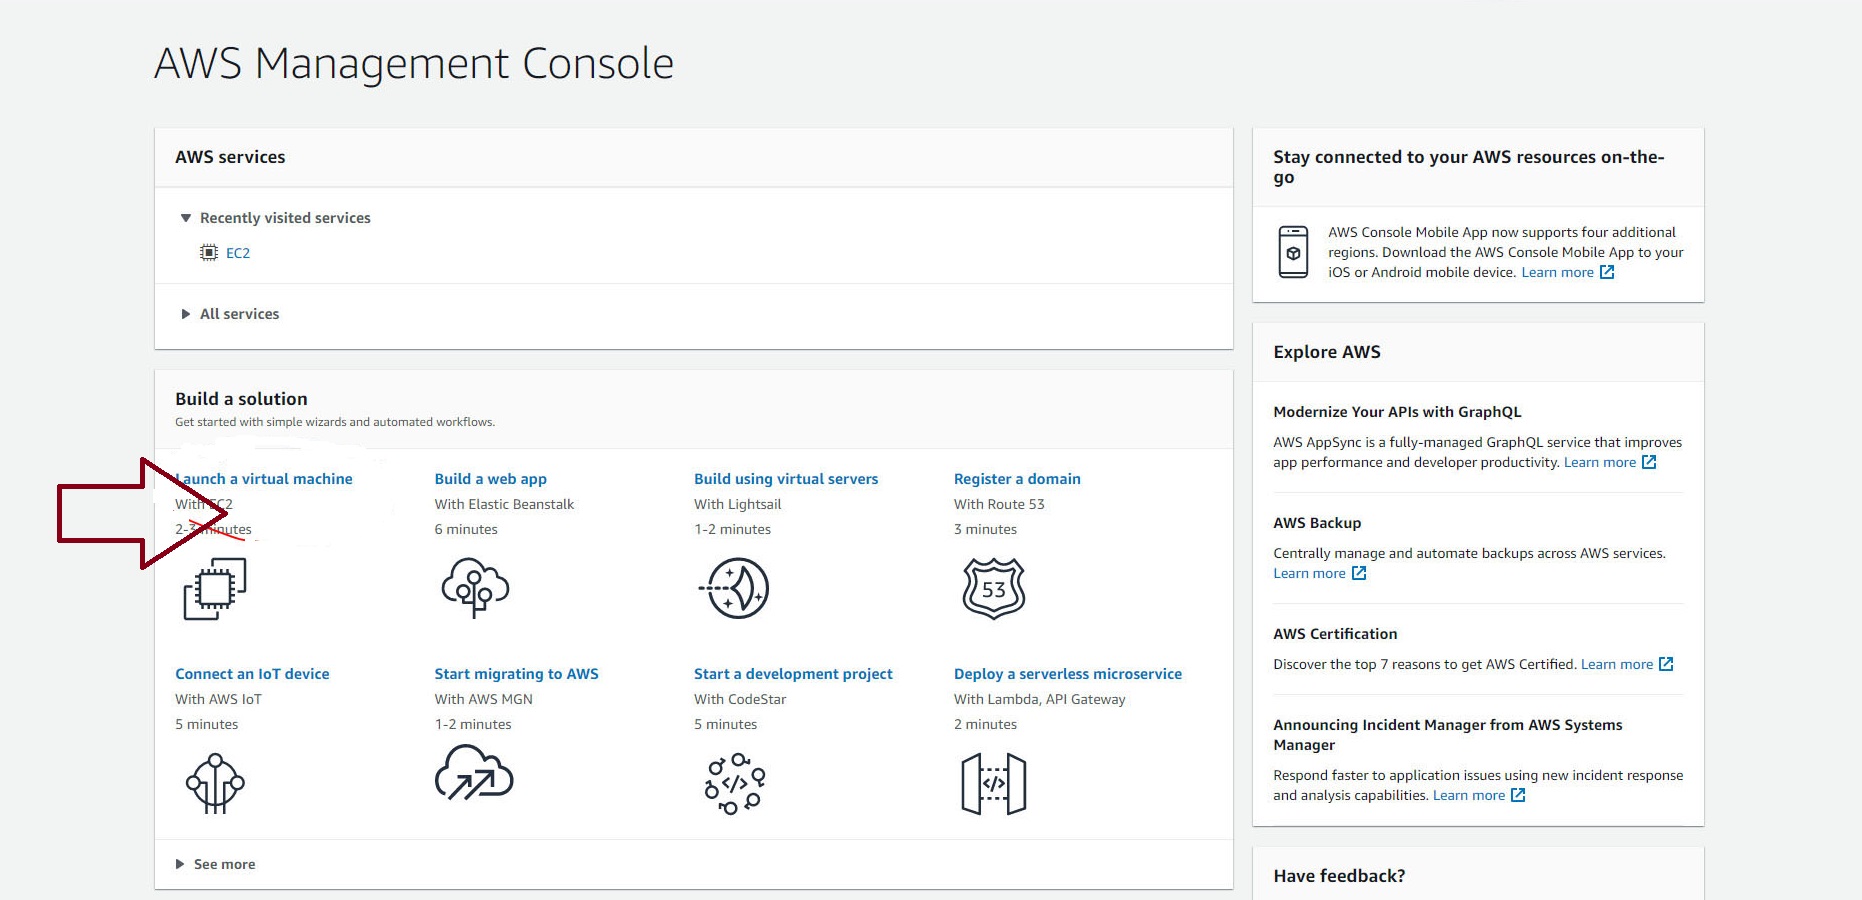 AWS Management Console
AWS services
Recently visited services
EC2
All services
Build a solution
Get started with simple wizards and automated workflows.
Launch a virtual machine
With EC2
2-3 minutes
Build a web app
With Elastic Beanstalk
6 minutes
Build using virtual servers
With Lightsail
1-2 minutes
Register a domain
With Route 53
3 minutes
53
Connect an IoT device
With AWS IoT
5 minutes
Start migrating to AWS
With AWS MGN
1-2 minutes
Start a development project
With CodeStar
5 minutes
</>
Deploy a serverless microservice
With Lambda, API Gateway
2 minutes
</>
See more
Stay connected to your AWS resources on-the-
go
AWS Console Mobile App now supports four additional
regions. Download the AWS Console Mobile App to your
iOS or Android mobile device. Learn more
Explore AWS
Modernize Your APIs with GraphQL
AWS AppSync is a fully-managed GraphQL service that improves
app performance and developer productivity. Learn more
AWS Backup
Centrally manage and automate backups across AWS services.
Learn more
AWS Certification
Discover the top 7 reasons to get AWS Certified. Learn more
Announcing Incident Manager from AWS Systems
Manager
Respond faster to application issues using new incident response
and analysis capabilities. Learn more
Have feedback?